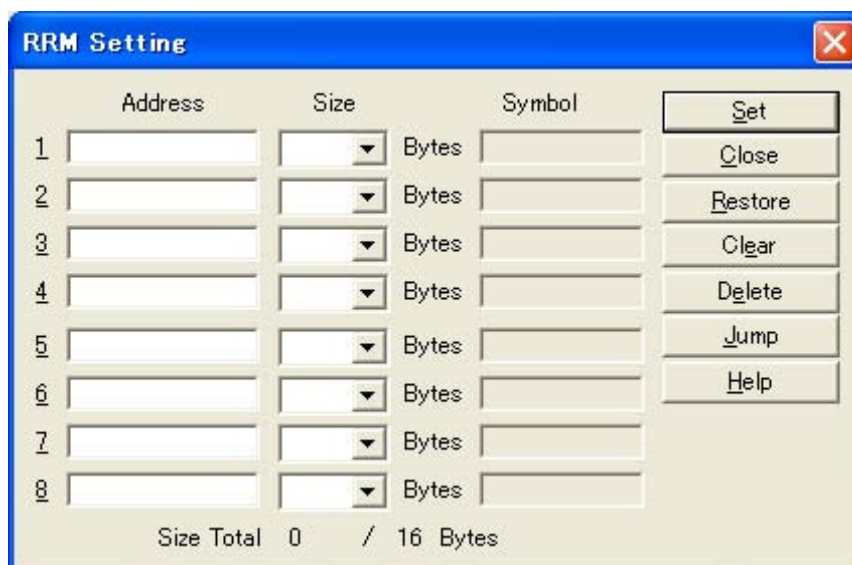 RRM Setting
Address Size Symbol
1 Bytes
2 Bytes
3 Bytes
4 Bytes
5 Bytes
6 Bytes
7 Bytes
8 Bytes
Size Total 0 / 16 Bytes
Set
Close
Restore
Clear
Delete
Jump
Help